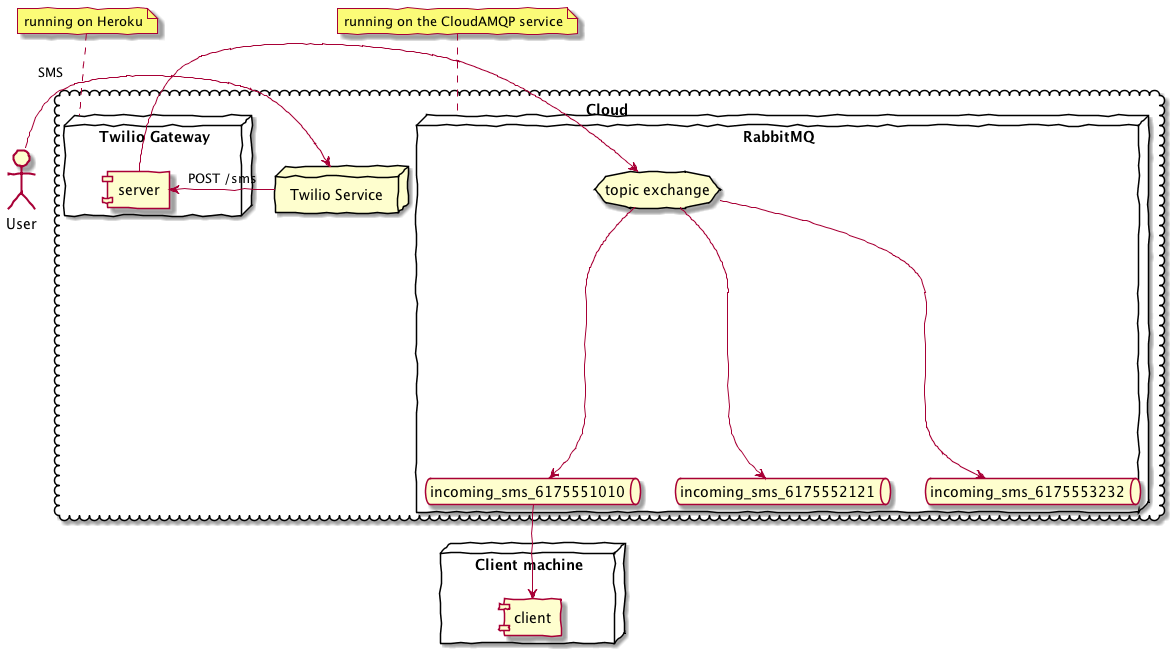 running on Heroku
running on the CloudAMQP service
SMS
Cloud
Twilio Gateway
RabbitMQ
server
POST /sms
Twilio Service
topic exchange
User
incoming_sms_6175551010
incoming_sms_6175552121
incoming_sms_6175553232
Client machine
client